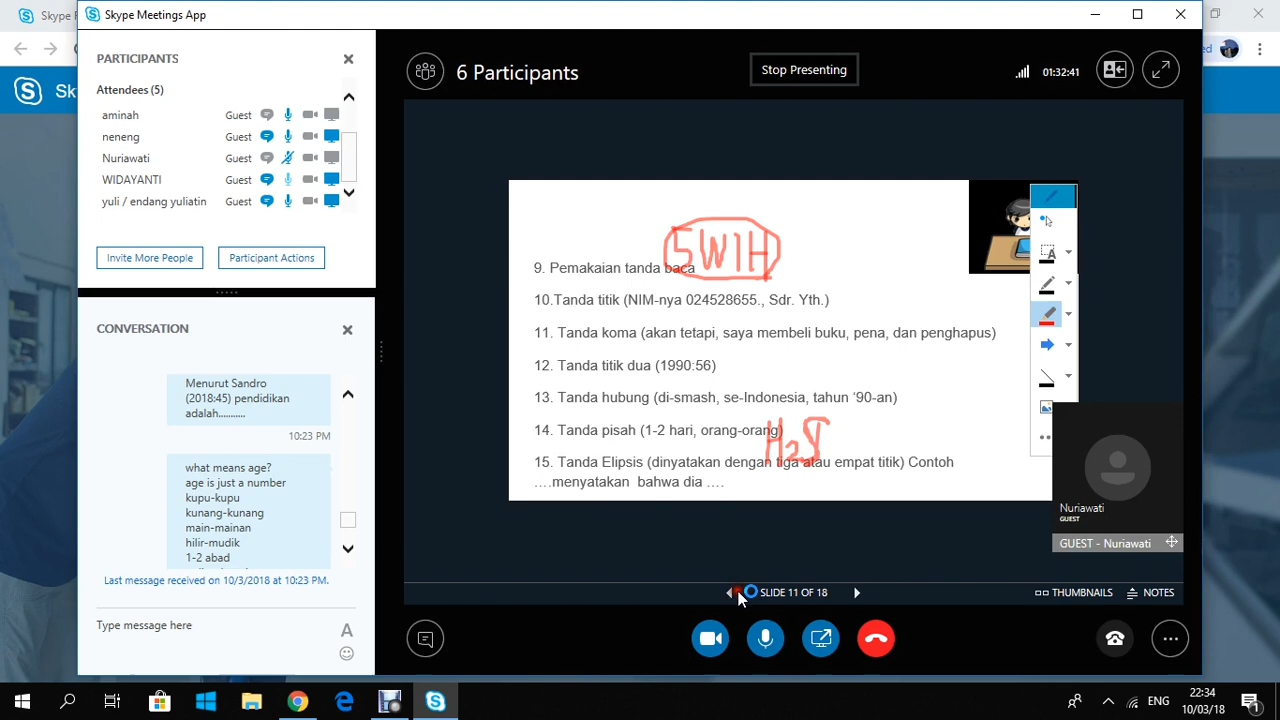 Skype
Skype Meetings App
PARTICIPANTS
Attendees (5)
aminah Guest
neneng Guest
Nuriawati Guest
WIDAYANTI Guest
yuli / endang yuliatin Guest
Invite More People Participant Actions
CONVERSATION
Menurut Sandro
(2018:45) pendidikan
adalah...........
10:23 PM
what means age?
age is just a number
kupu-kupu
kunang-kunang
main-mainan
hilir-mudik
1-2 abad
Last message received on 10/3/2018 at 10:23 PM.
Type message here
6 Participants
Stop Presenting
01:32:41
5W1H
9. Pemakaian tanda baca
10.Tanda titik (NIM-nya 024528655., Sdr. Yth.)
11. Tanda koma (akan tetapi, saya membeli buku, pena, dan penghapus)
12. Tanda titik dua (1990:56)
13. Tanda hubung (di-smash, se-Indonesia, tahun '90-an)
14. Tanda pisah (1-2 hari, orang-orang)
15. Tanda Elipsis (dinyatakan dengan tiga atau empat titik) Contoh
….menyatakan bahwa dia ….
Nuriawati
GUEST
GUEST - Nuriawati
SLIDE 11 OF 18
THUMBNAILS NOTES
ENG
22:34
10/03/18